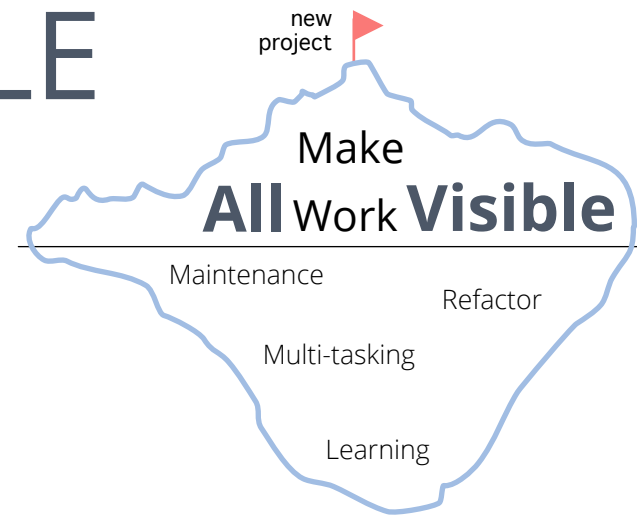 LE
new
project
Make
All Work Visible
Maintenance
Refactor
Multi-tasking
Learning